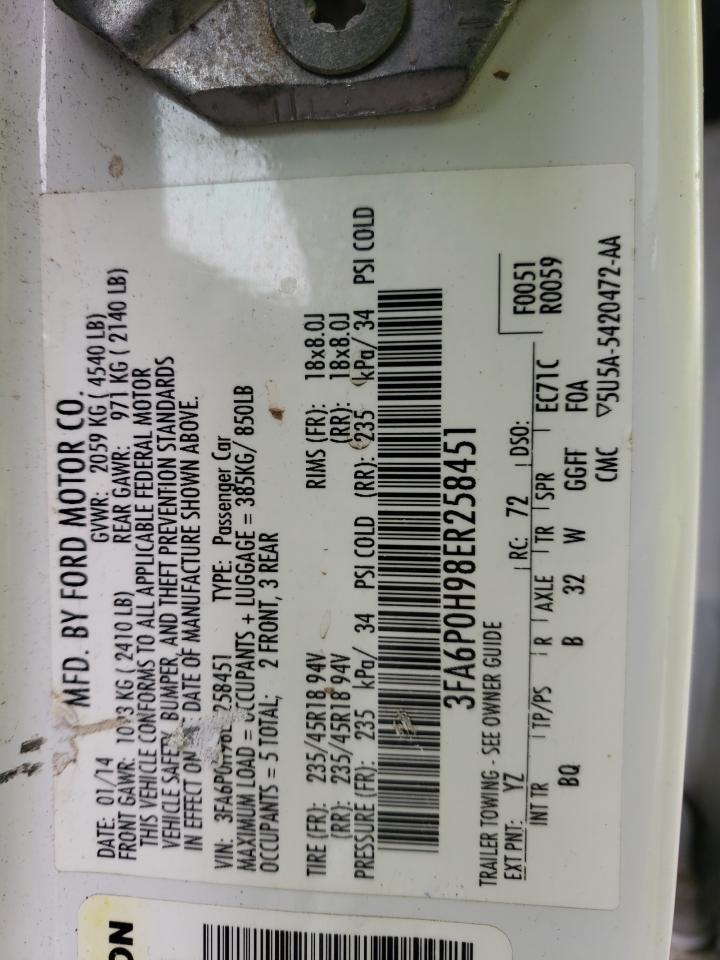 MFD. BY FORD MOTOR CO.
DATE: 01/14 GVWR: 2059 KG ( 4540 LB)
FRONT GAWR: 1093 KG ( 2410 LB) REAR GAWR: 971 KG ( 2140 LB)
THIS VEHICLE CONFORMS TO ALL APPLICABLE FEDERAL MOTOR
VEHICLE SAFETY, BUMPER, AND THEFT PREVENTION STANDARDS
IN EFFECT ON DATE OF MANUFACTURE SHOWN ABOVE.
VIN: 3FA6P0H98E 258451 TYPE: Passenger Car
MAXIMUM LOAD = OCCUPANTS + LUGGAGE = 385KG/ 850LB
OCCUPANTS = 5 TOTAL; 2 FRONT, 3 REAR
TIRE (FR): 235/45R18 94V RIMS (FR): 18x8.0J
(RR): 235/45R18 94V (RR): 18x8.0J
PRESSURE (FR): 235 kPa/ 34 PSI COLD (RR): 235 kPa/ 34 PSI COLD
3FA6P0H98ER258451
TRAILER TOWING - SEE OWNER GUIDE
EXT PNT: YZ RC: 72 DSO: F0051
R0059
INT TR TP/PS R AXLE TR SPR EC71C
BQ B 32 W GGFF FOA
CMC ▽5U5A-5420472-AA
ON